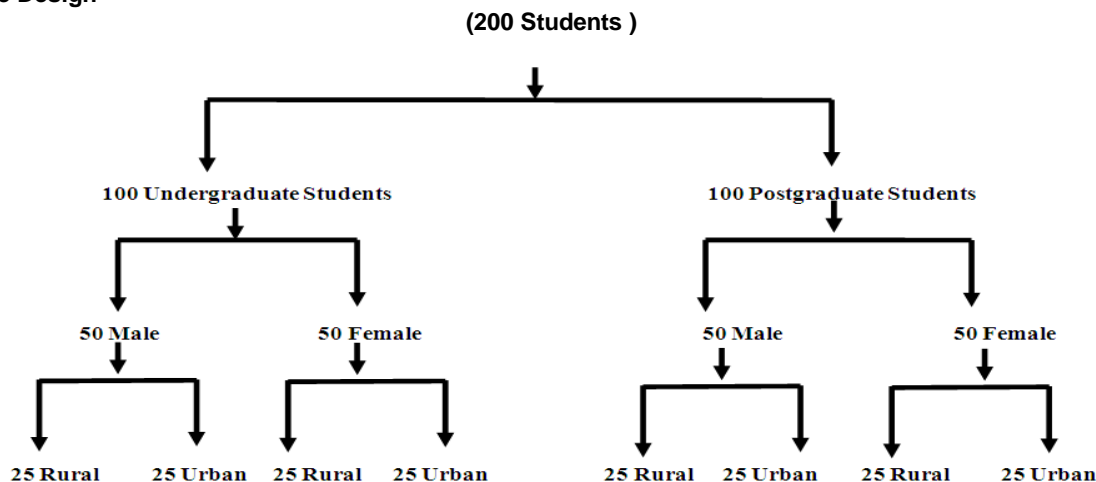 Design
(200 Students )
100 Undergraduate Students 100 Postgraduate Students
50 Male 50 Female 50 Male 50 Female
25 Rural 25 Urban 25 Rural 25 Urban 25 Rural 25 Urban 25 Rural 25 Urban